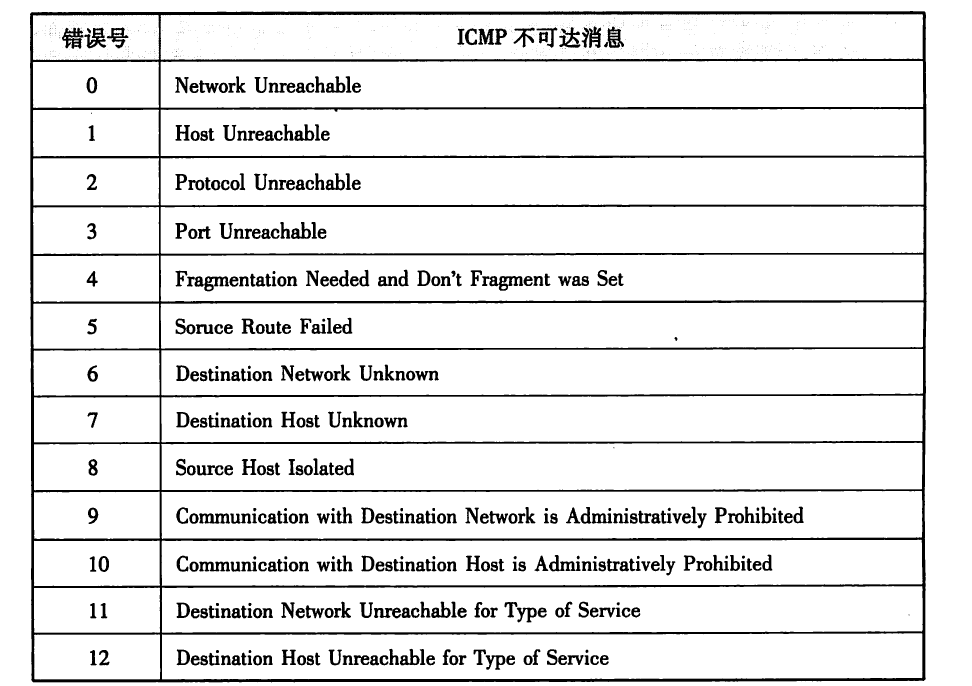 错误号 ICMP 不可达消息
0 Network Unreachable
1 Host Unreachable
2 Protocol Unreachable
3 Port Unreachable
4 Fragmentation Needed and Don't Fragment was Set
5 Soruce Route Failed
6 Destination Network Unknown
7 Destination Host Unknown
8 Source Host Isolated
9 Communication with Destination Network is Administratively Prohibited
10 Communication with Destination Host is Administratively Prohibited
11 Destination Network Unreachable for Type of Service
12 Destination Host Unreachable for Type of Service